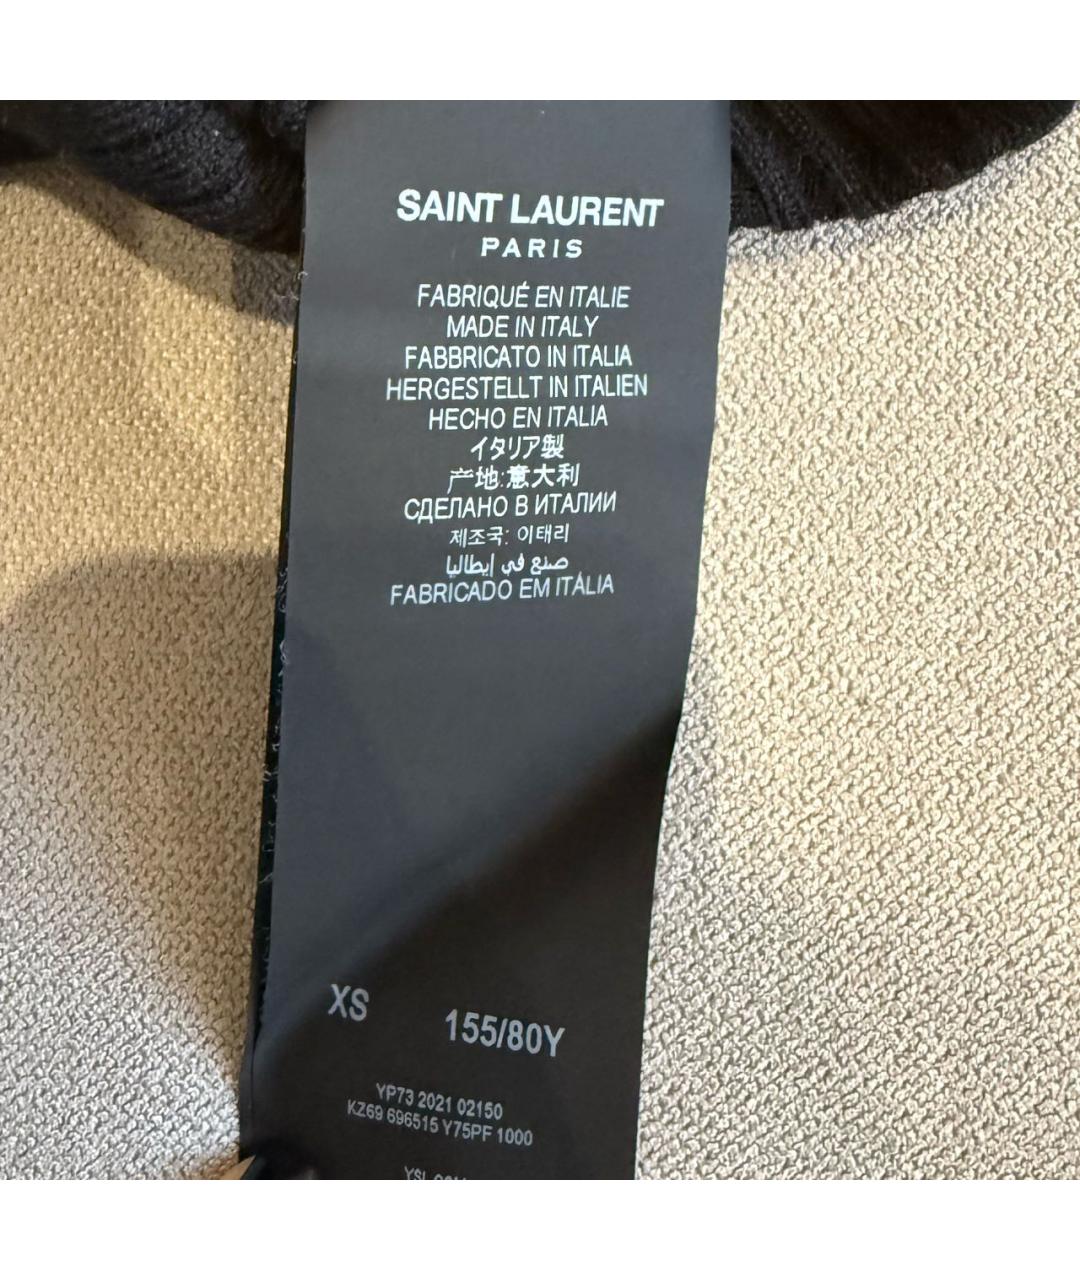 SAINT LAURENT
PARIS
FABRIQUÉ EN ITALIE
MADE IN ITALY
FABBRICATO IN ITALIA
HERGESTELLT IN ITALIEN
HECHO EN ITALIA
イタリア製
产地:意大利
СДЕЛАНО В ИТАЛИИ
제조국: 이태리
صنع في إيطاليا
FABRICADO EM ITÁLIA
XS
155/80Y
YP73 2021 02150
KZ69 696515 Y75PF 1000
YSL